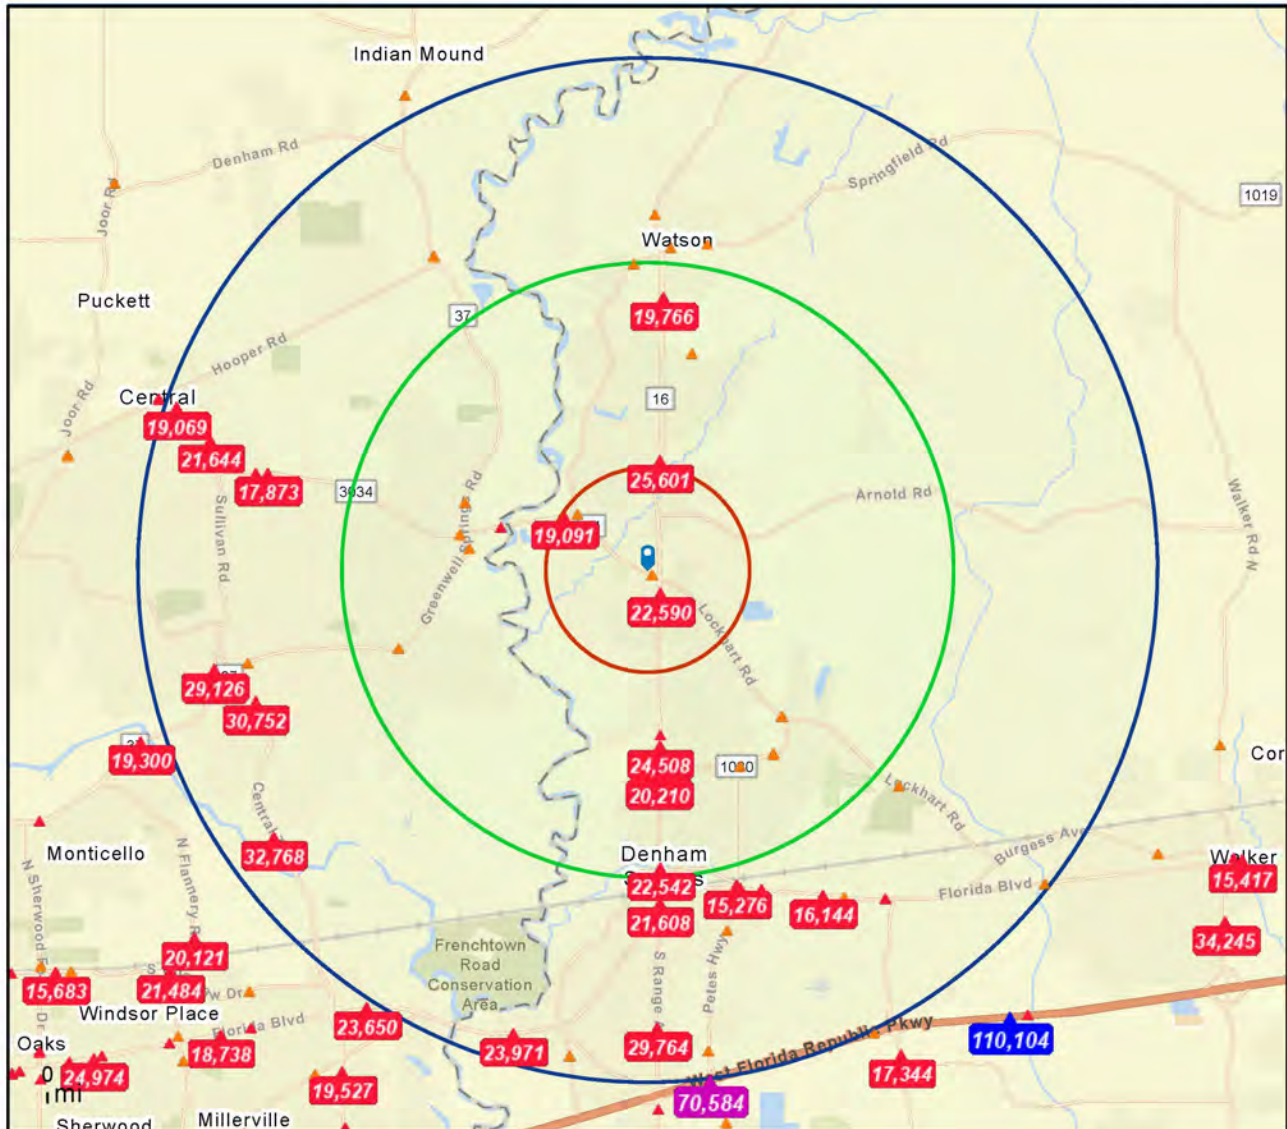 Indian Mound
Denham Rd
Springfield Rd
1019
Joor Rd
Watson
Puckett
37
19,766
Hooper Rd
16
Joor Rd
Central
19,069
21,644
25,601
17,873
3034
Arnold Rd
Greenwell Springs Rd
Walker Rd N
Sullivan Rd
19,091
22,590
Lockhart Rd
29,126
30,752
19,300
24,508
1030
20,210
Lockhart Rd
Central
Monticello
N Flannery R
32,768
Denham
Burgess Ave
Walker
15,417
N Sherwood F
22,542
15,276
Florida Blvd
16,144
21,608
34,245
20,121
Frenchtown
Road
Conservation
Area
S Range A
Petes Hwy
15,683
21,484
w Dr
Windsor Place
Florida Blvd
23,650
West Florida Republic Pkwy
110,104
Oaks
18,738
23,971
29,764
17,344
24,974
0
1mi
19,527
70,584
Sherwood
Millerville